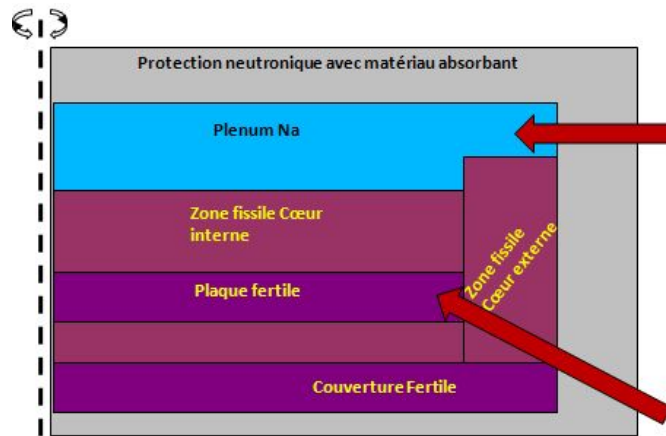 Protection neutronique avec matériau absorbant
Plenum Na
Zone fissile Cœur
interne
Zone fissile
Cœur externe
Plaque fertile
Couverture Fertile